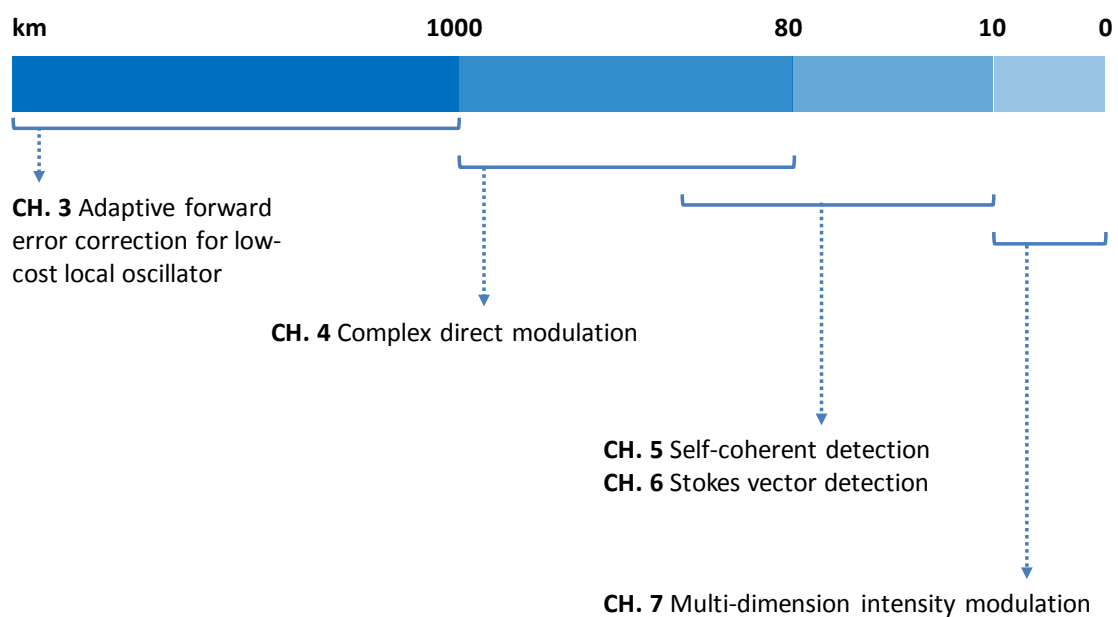 km 1000 80 10 0
CH. 3 Adaptive forward
error correction for low-
cost local oscillator
CH. 4 Complex direct modulation
CH. 5 Self-coherent detection
CH. 6 Stokes vector detection
CH. 7 Multi-dimension intensity modulation